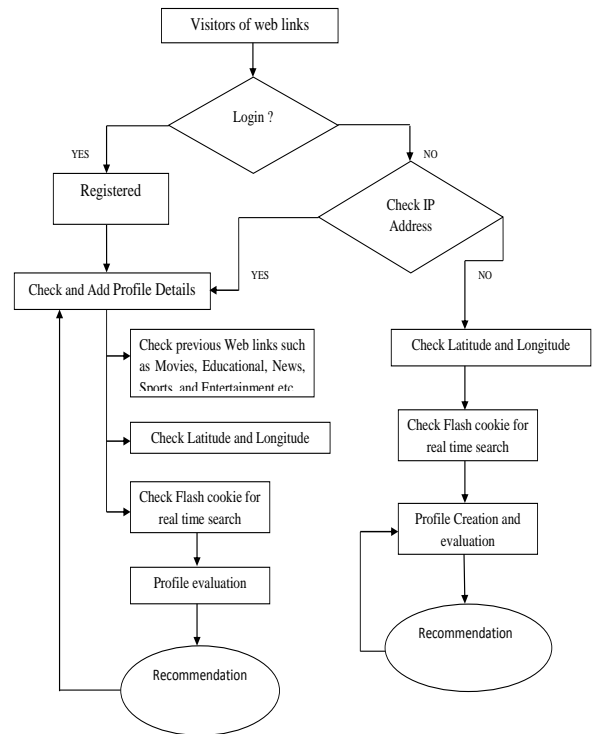 Visitors of web links
Login ?
YES
NO
Registered
Check IP
Address
YES
NO
Check and Add Profile Details
Check previous Web links such
as Movies, Educational, News,
Sports, and Entertainment etc
Check Latitude and Longitude
Check Latitude and Longitude
Check Flash cookie for
real time search
Check Flash cookie for
real time search
Profile Creation and
evaluation
Profile evaluation
Recommendation
Recommendation